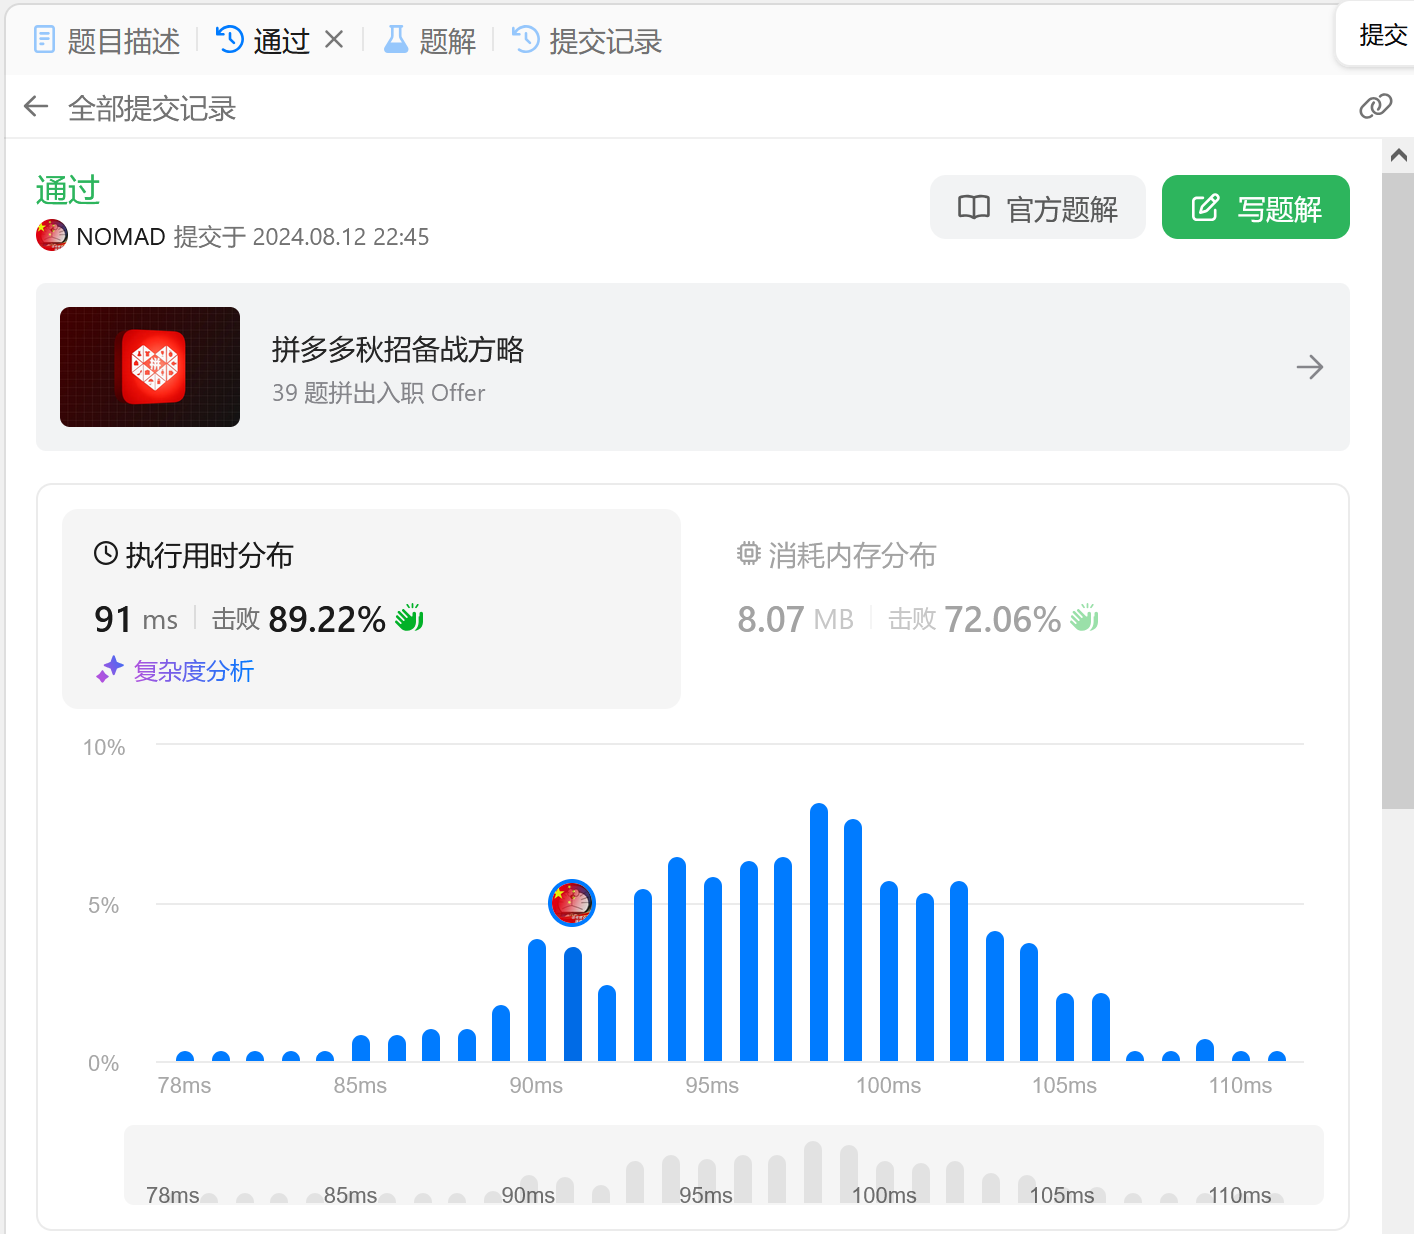 题目描述
通过
题解
提交记录
提交
全部提交记录
通过
NOMAD 提交于 2024.08.12 22:45
官方题解
写题解
拼
拼多多秋招备战方略
39 题拼出入职 Offer
执行用时分布
91 ms
击败 89.22%
复杂度分析
消耗内存分布
8.07 MB
击败 72.06%
10%
5%
0%
78ms
85ms
90ms
95ms
100ms
105ms
110ms
78ms
85ms
90ms
95ms
100ms
105ms
110ms